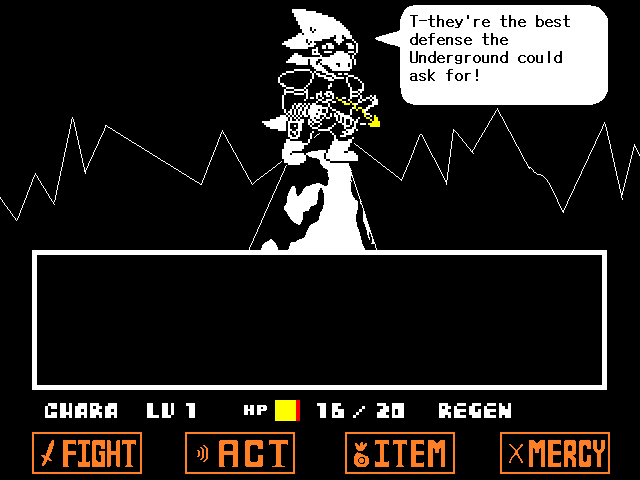 T-they're the best
defense the
Underground could
ask for!
CHARA LV 1 HP 16 / 20 REGEN
FIGHT ACT ITEM MERCY